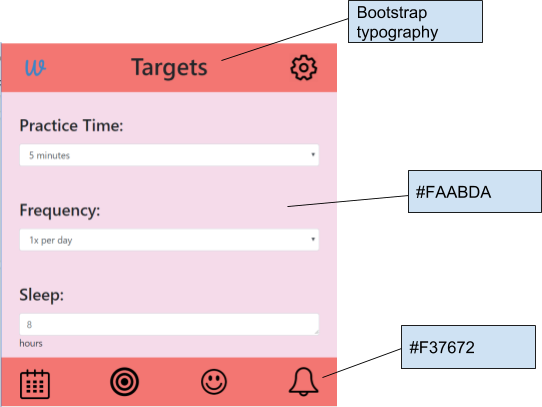 Bootstrap
typography
W
Targets
Practice Time:
5 minutes
#FAABDA
Frequency:
1x per day
Sleep:
8
hours
#F37672